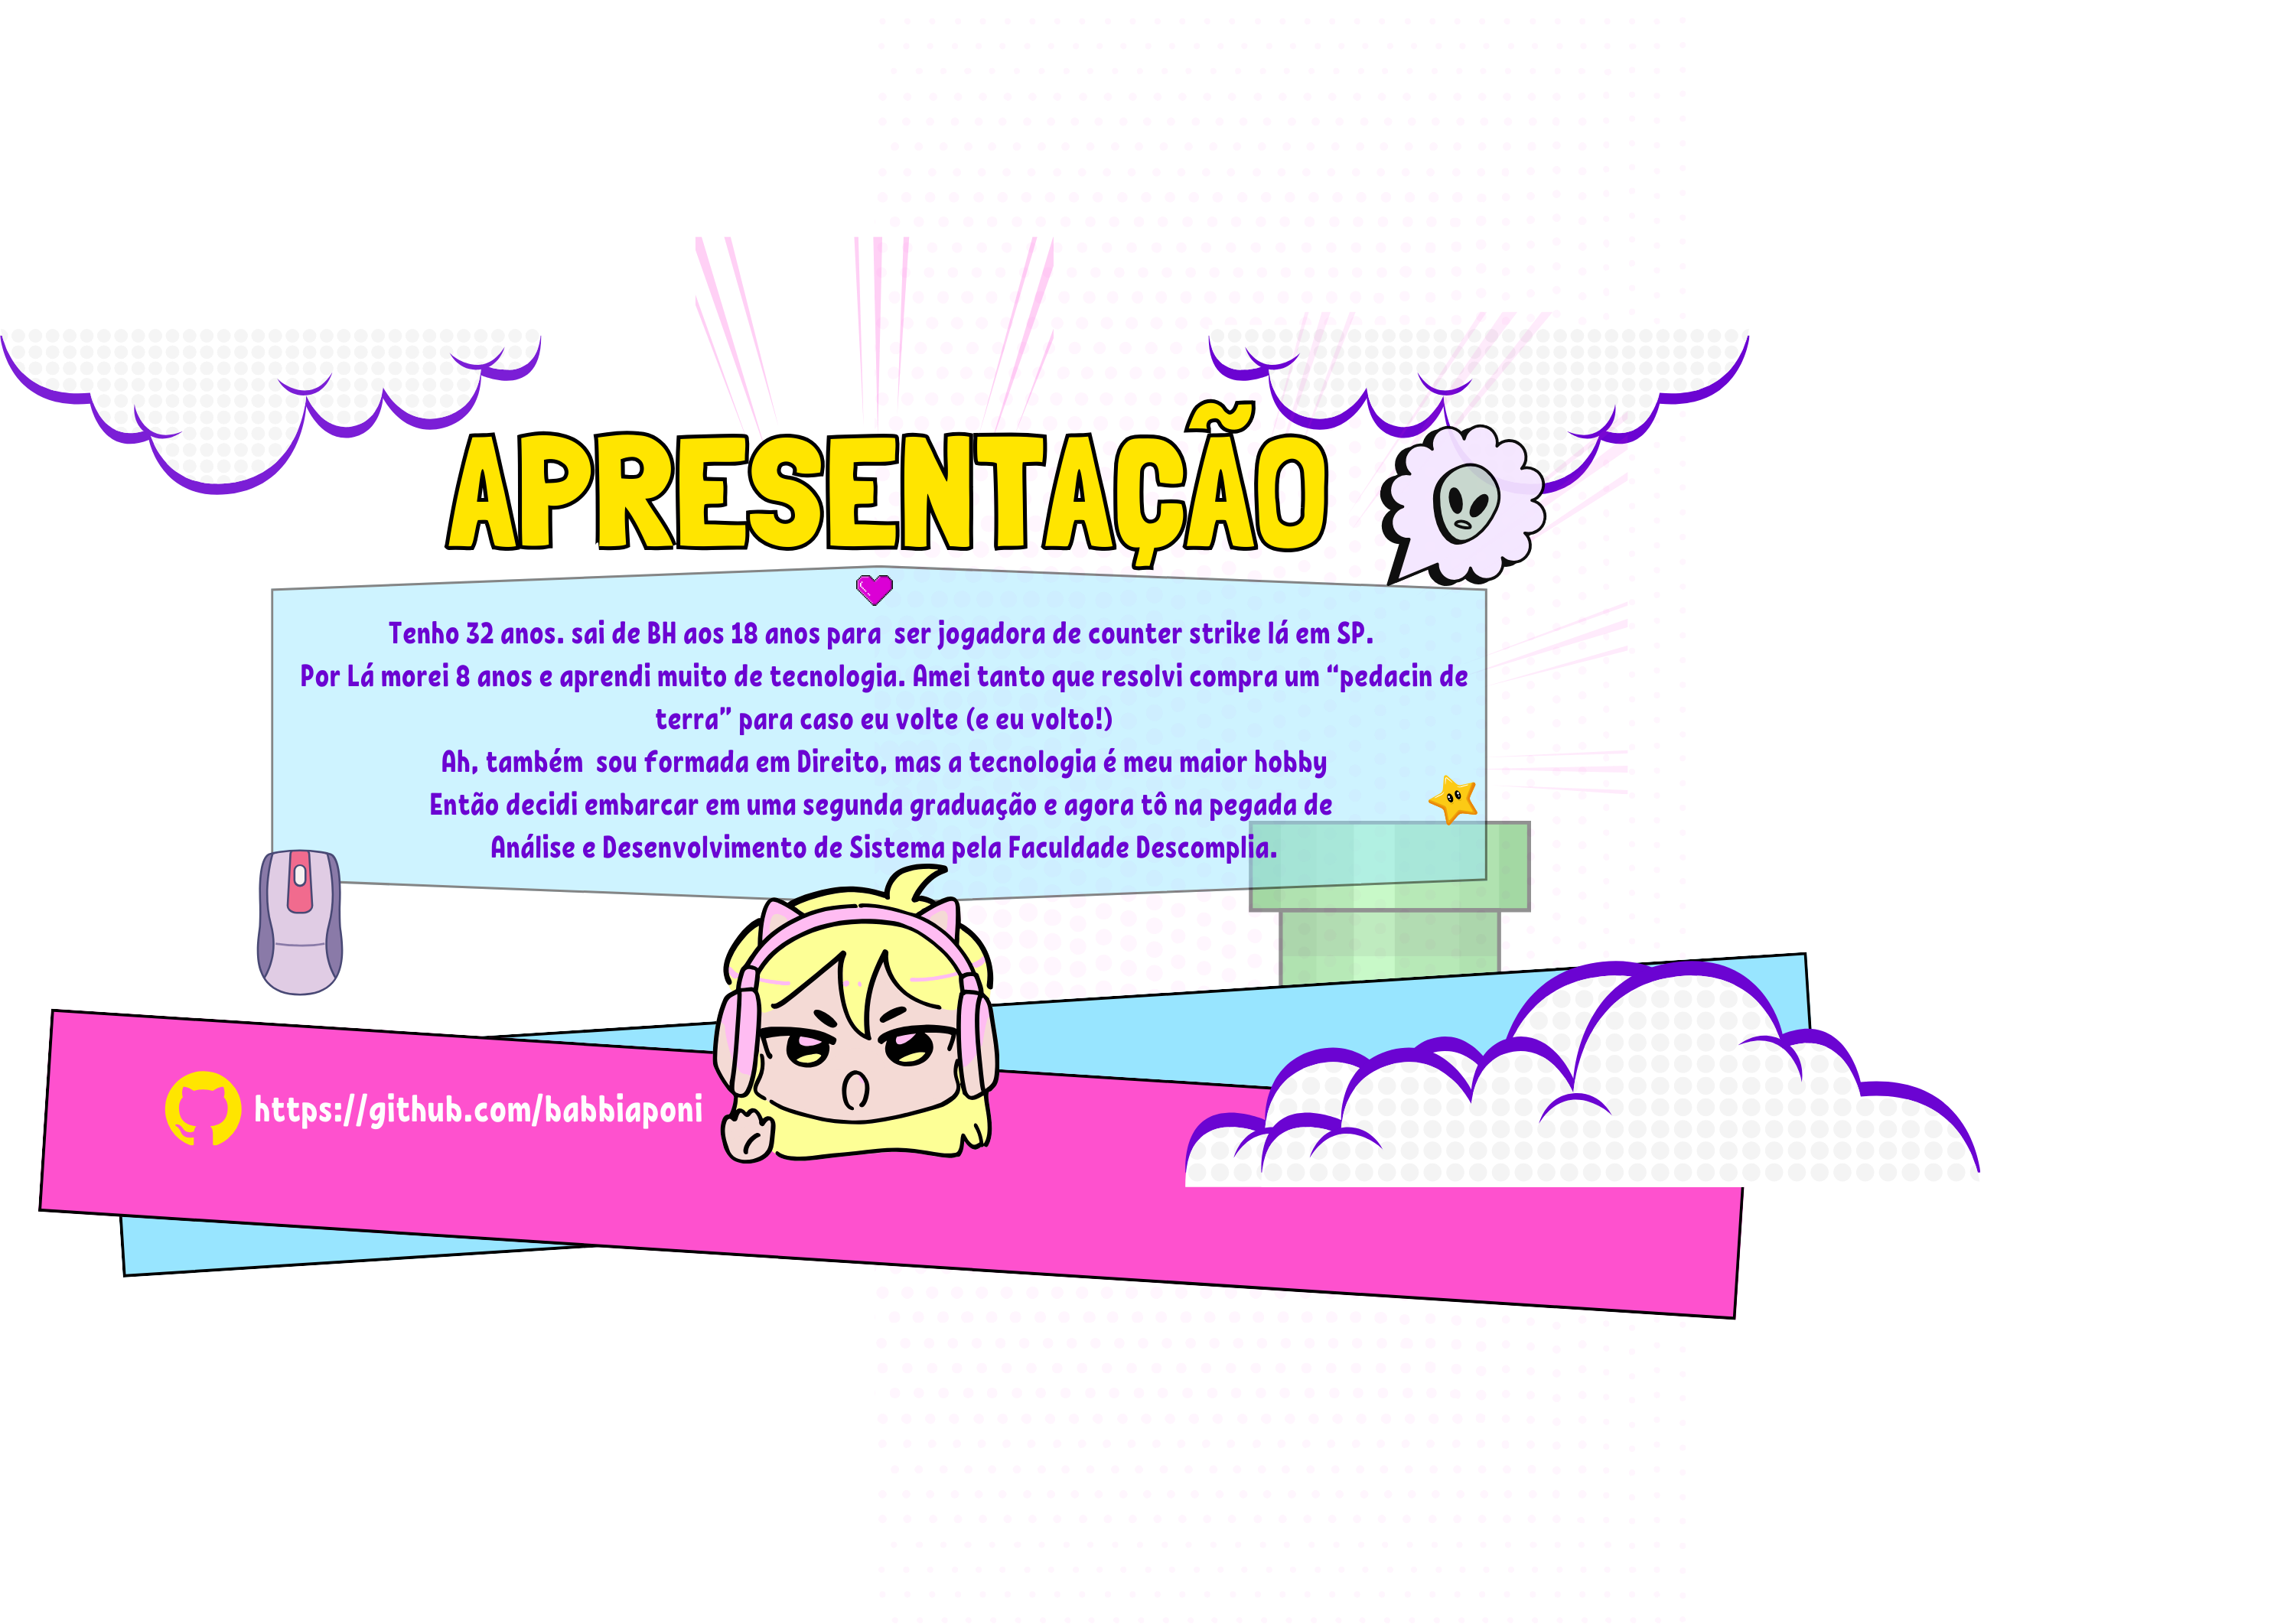 APRESENTAÇÃO
Tenho 32 anos. sai de BH aos 18 anos para ser jogadora de counter strike lá em SP.
Por Lá morei 8 anos e aprendi muito de tecnologia. Amei tanto que resolvi compra um “pedacin de
terra” para caso eu volte (e eu volto!)
Ah, também sou formada em Direito, mas a tecnologia é meu maior hobby
Então decidi embarcar em uma segunda graduação e agora tô na pegada de
Análise e Desenvolvimento de Sistema pela Faculdade Descomplia.
https://github.com/babbiaponi